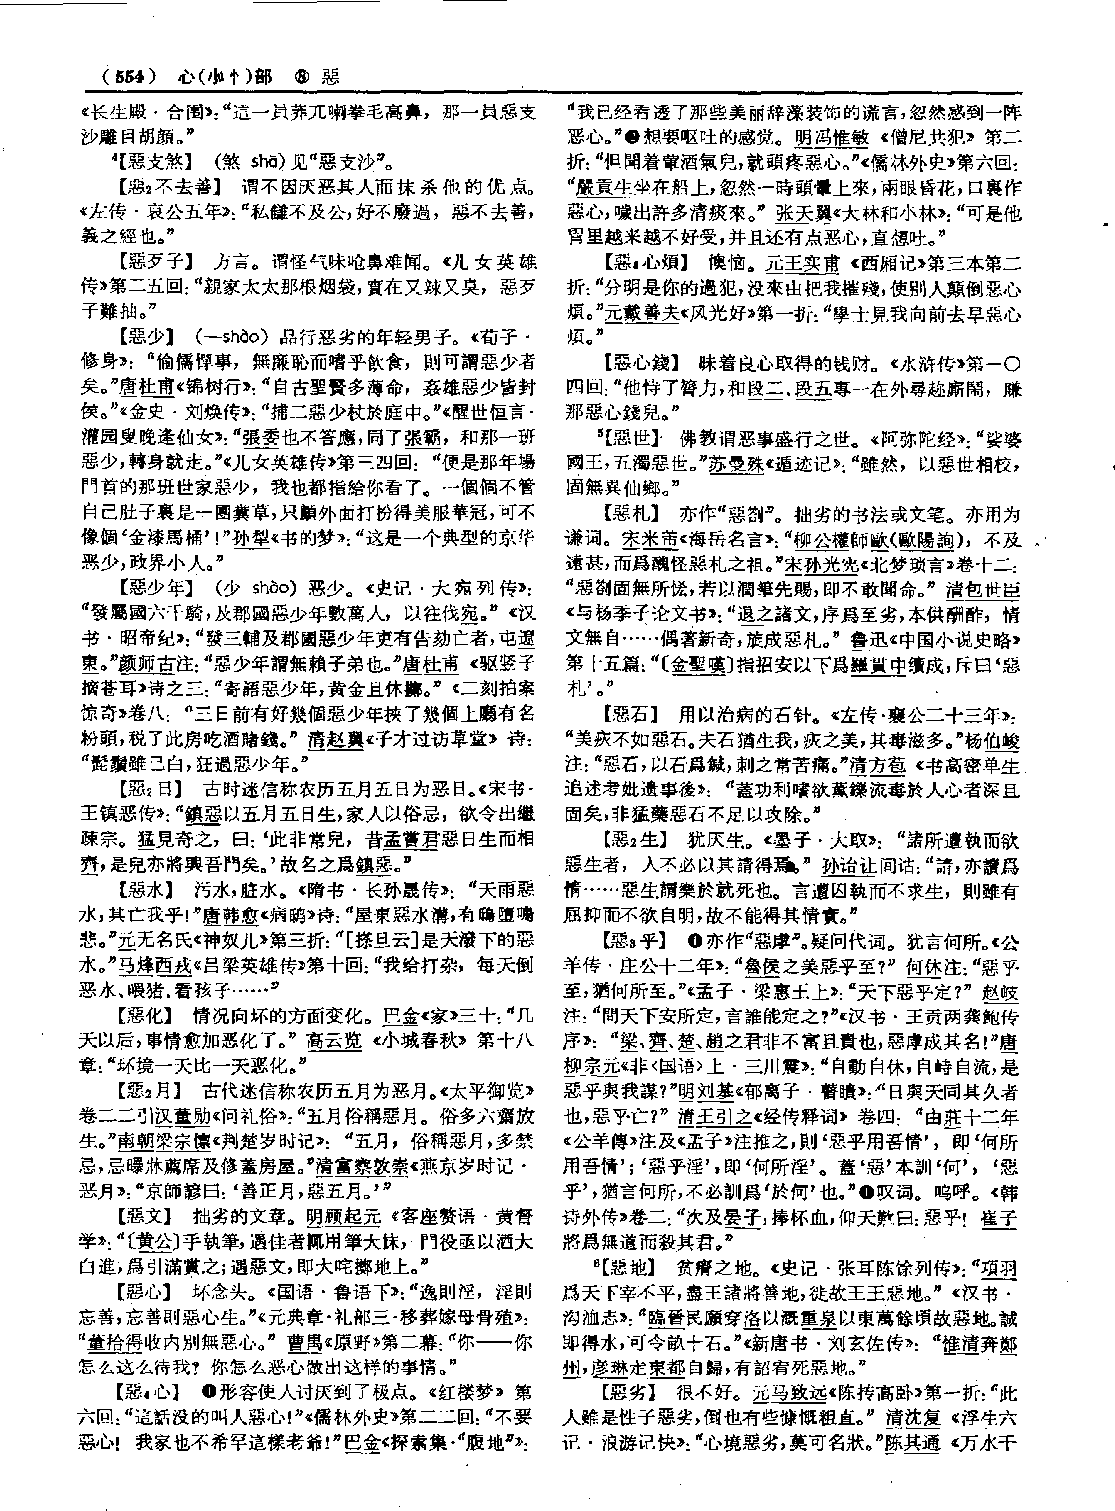 (554) 心(小忄)部 ⑧ 惡
《长生殿·合围》:“這一員莽兀喇拳毛高鼻，那一員惡支
沙雕目胡顔。”
4【惡支煞】 (煞 shā)见“惡支沙”。
【惡2不去善】 谓不因厌恶其人而抹杀他的优点。
《左传·哀公五年》:“私讎不及公,好不廢過，惡不去善，
義之經也。”
【惡歹子】 方言。谓怪气味呛鼻难闻。《儿女英雄
传》第二五回:“親家太太那根烟袋,實在又辣又臭，惡歹
子難抽。”
【惡少】 (—shào)品行恶劣的年轻男子。《荀子·
修身》:“偷儒憚事，無廉恥而嗜乎飲食，則可謂惡少者
矣。”唐杜甫《锦树行》:“自古聖賢多薄命，姦雄惡少皆封
侯。”《金史·刘焕传》:“捕二惡少杖於庭中。”《醒世恒言·
灌园叟晚逢仙女》:“張委也不答應,同了張霸，和那一班
惡少,轉身就走。”《儿女英雄传》第三四回:“便是那年場
門首的那班世家惡少，我也都指給你看了。一個個不管
自己肚子裏是一團糞草,只顧外面打扮得美服華冠,可不
像個‘金漆馬桶’!”孙犁《书的梦》:“这是一个典型的京华
恶少,政界小人。”
【惡少年】 (少 shào)恶少。《史记·大宛列传》:
“發屬國六千騎,及郡國惡少年數萬人，以往伐宛。”《汉
书·昭帝纪》:“發三輔及郡國惡少年吏有告劾亡者,屯遼
東。”颜师古注:“惡少年謂無賴子弟也。”唐杜甫《驱竖子
摘苍耳》诗之三:“寄語惡少年,黄金且休擲。”《二刻拍案
惊奇》卷八:“三日前有好幾個惡少年挾了幾個上廳有名
粉頭,税了此房吃酒賭錢。”清赵翼《子才过访草堂》诗:
“髭鬚雖已白,狂過惡少年。”
【惡2日】 古时迷信称农历五月五日为恶日。《宋书·
王镇恶传》:“鎮惡以五月五日生,家人以俗忌，欲令出繼
疎宗。猛見奇之，曰:‘此非常兒，昔孟嘗君惡日生而相
齊,是兒亦將興吾門矣。’故名之爲鎮惡。”
【惡水】 污水,脏水。《隋书·长孙晟传》:“天雨惡
水,其亡我乎!”唐韩愈《病鸱》诗:“屋東惡水溝,有鴟墮鳴
悲。”元无名氏《神奴儿》第三折:“[搽旦云]是天潑下的惡
水。”马烽西戎《吕梁英雄传》第十回:“我给打杂，每天倒
恶水、喂猪、看孩子……”
【惡化】 情况向坏的方面变化。巴金《家》三十:“几
天以后,事情愈加恶化了。”高云览《小城春秋》第十八
章:“环境一天比一天恶化。”
【惡2月】 古代迷信称农历五月为恶月。《太平御览》
卷二二引汉董勋《问礼俗》:“五月俗稱惡月。俗多六齋放
生。”南朝梁宗懔《荆楚岁时记》:“五月，俗稱惡月,多禁
忌,忌曝牀薦席及修蓋房屋。”清富察敦崇《燕京岁时记·
恶月》:“京師諺曰:‘善正月,惡五月。’”
【惡文】 拙劣的文章。明顾起元《客座赘语·黄督
学》:“〔黄公〕手執筆,遇佳者輒用筆大抹，門役亟以酒大
白進,爲引滿賞之;遇惡文,即大咤擲地上。”
【惡心】 坏念头。《国语·鲁语下》:“逸則淫，淫則
忘善,忘善則惡心生。”《元典章·礼部三·移葬嫁母骨殖》:
“董拾得收内别無惡心。”曹禺《原野》第二幕:“你——你
怎么这么待我？你怎么恶心做出这样的事情。”
【惡4心】 ❶形容使人讨厌到了极点。《红楼梦》第
六回:“這話没的叫人惡心!”《儒林外史》第二二回:“不要
惡心！我家也不希罕這樣老爺!”巴金《探索集·“腹地”》:
“我已经看透了那些美丽辞藻装饰的谎言,忽然感到一阵
恶心。”❷想要呕吐的感觉。明冯惟敏《僧尼共犯》第二
折:“但聞着葷酒氣兒,就頭疼惡心。”《儒林外史》第六回:
“嚴貢生坐在船上,忽然一時頭暈上來,兩眼昏花,口裏作
惡心,噦出許多清痰來。”张天翼《大林和小林》:“可是他
胃里越来越不好受,并且还有点恶心,直想吐。”
【惡4心煩】 懊恼。元王实甫《西厢记》第三本第二
折:“分明是你的過犯,没來由把我摧殘,使别人顛倒惡心
煩。”元戴善夫《风光好》第一折:“學士見我向前去早惡心
煩。”
【惡心錢】 昧着良心取得的钱财。《水浒传》第一〇
四回:“他恃了膂力,和段二、段五專一在外尋趁廝鬧，賺
那惡心錢兒。”
5【惡世】 佛教谓恶事盛行之世。《阿弥陀经》:“娑婆
國土,五濁惡世。”苏曼殊《遁迹记》:“雖然，以惡世相校，
固無異仙鄉。”
【惡札】 亦作“惡劄”。拙劣的书法或文笔。亦用为
谦词。宋米芾《海岳名言》:“柳公權師歐(歐陽詢)，不及
遠甚,而爲醜怪惡札之祖。”宋孙光宪《北梦琐言》卷十二:
“惡劄固無所恡,若以潤筆先賜,即不敢聞命。”清包世臣
《与杨季子论文书》:“退之諸文,序爲至劣,本供酬酢，情
文無自……偶著新奇,旋成惡札。”鲁迅《中国小说史略》
第十五篇:“〔金聖嘆〕指招安以下爲羅貫中續成,斥曰‘惡
札’。”
【惡石】 用以治病的石针。《左传·襄公二十三年》:
“美疢不如惡石。夫石猶生我,疢之美,其毒滋多。”杨伯峻
注:“惡石,以石爲鍼,刺之常苦痛。”清方苞《书高密单生
追述考妣遗事後》:“蓋功利嗜欲薰鑠流毒於人心者深且
固矣,非猛藥惡石不足以攻除。”
【惡2生】 犹厌生。《墨子·大取》:“諸所遭執而欲
惡生者，人不必以其請得焉。”孙诒让间诂:“請,亦讀爲
情……惡生謂樂於就死也。言遭囚執而不求生，則雖有
屈抑而不欲自明,故不能得其情實。”
【惡3乎】 ❶亦作“惡虖”。疑问代词。犹言何所。《公
羊传·庄公十二年》:“魯侯之美惡乎至?”何休注:“惡乎
至,猶何所至。”《孟子·梁惠王上》:“天下惡乎定?”赵岐
注:“問天下安所定,言誰能定之?”《汉书·王贡两龚鲍传
序》:“梁、齊、楚、趙之君非不富且貴也,惡虖成其名!”唐
柳宗元《非〈国语〉上·三川震》:“自動自休,自峙自流,是
惡乎與我謀?”明刘基《郁离子·瞽聵》:“日與天同其久者
也,惡乎亡?”清王引之《经传释词》卷四:“由莊十二年
《公羊傳》注及《孟子》注推之,則‘惡乎用吾情’，即‘何所
用吾情’;‘惡乎淫’,即‘何所淫’。蓋‘惡’本訓‘何’，‘惡
乎’,猶言何所,不必訓爲‘於何’也。”❷叹词。呜呼。《韩
诗外传》卷二:“次及晏子,捧杯血,仰天歎曰:惡乎！崔子
將爲無道而殺其君。”
6【惡地】 贫瘠之地。《史记·张耳陈馀列传》:“項羽
爲天下宰不平,盡王諸將善地,徙故王王惡地。”《汉书·
沟洫志》:“臨晉民願穿洛以溉重泉以東萬餘頃故惡地。誠
即得水,可令畝十石。”《新唐书·刘玄佐传》:“惟清奔鄭
州,彦琳走東都自歸,有詔宥死惡地。”
【惡劣】 很不好。元马致远《陈抟高卧》第一折:“此
人雖是性子惡劣,倒也有些慷慨粗直。”清沈复《浮生六
记·浪游记快》:“心境惡劣,莫可名狀。”陈其通《万水千